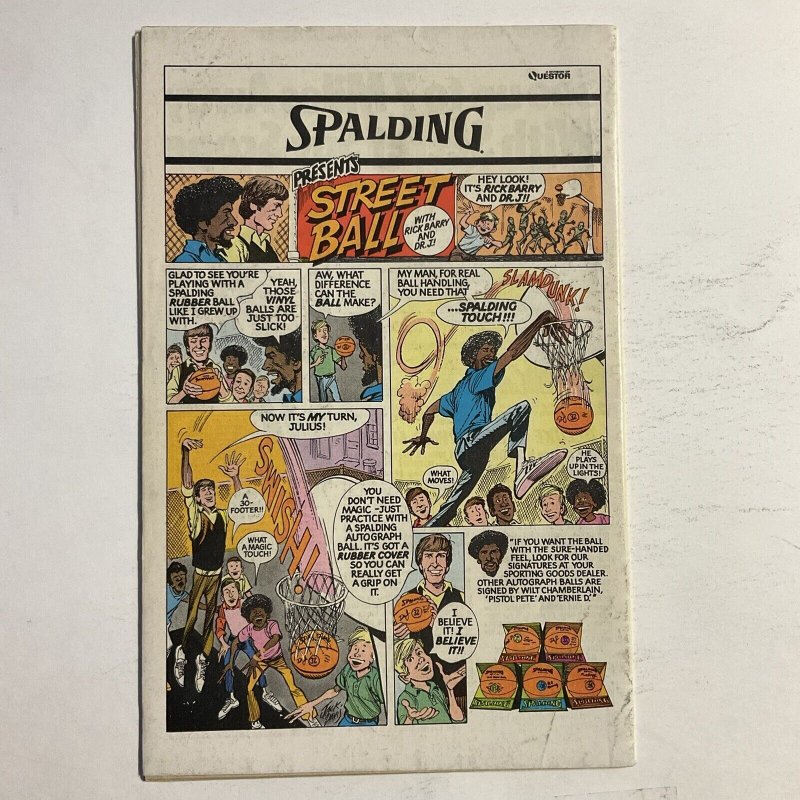 A DIVISION OF
QUESTOR
SPALDING
PRESENTS
STREET
BALL
WITH
RICK BARRY
AND
DR.J!
HEY LOOK!
IT'S RICK BARRY
AND DR.J!!
GLAD TO SEE YOU'RE
PLAYING WITH A
SPALDING
RUBBER BALL
LIKE I GREW UP
WITH.
YEAH,
THOSE
VINYL
BALLS ARE
JUST TOO
SLICK!
AW, WHAT
DIFFERENCE
CAN THE
BALL MAKE?
MY MAN, FOR REAL
BALL HANDLING,
YOU NEED THAT
...SPALDING
TOUCH!!!
SLAMDUNK!
WHAT
MOVES!
HE
PLAYS
UP IN THE
LIGHTS!
NOW IT'S MY TURN,
JULIUS!
SWISH!
A
30-
FOOTER!!
WHAT
A MAGIC
TOUCH!
YOU
DON'T NEED
MAGIC -JUST
PRACTICE WITH
A SPALDING
AUTOGRAPH
BALL. IT'S GOT A
RUBBER COVER
SO YOU CAN
REALLY GET
A GRIP ON
IT.
I
BELIEVE
IT! I
BELIEVE
IT!!
"IF YOU WANT THE BALL
WITH THE SURE-HANDED
FEEL, LOOK FOR OUR
SIGNATURES AT YOUR
SPORTING GOODS DEALER.
OTHER AUTOGRAPH BALLS ARE
SIGNED BY WILT CHAMBERLAIN,
'PISTOL PETE' AND 'ERNIE D.'"